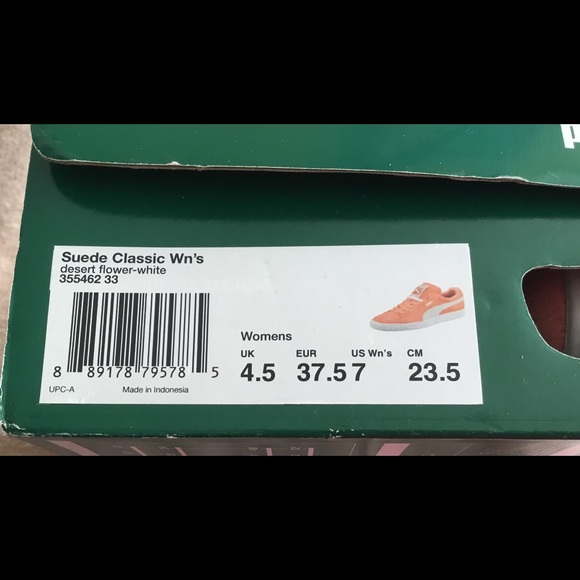 Suede Classic Wn's
desert flower-white
355462 33
8 89178 79578 5
UPC-A Made in Indonesia
Womens
UK EUR US Wn's CM
4.5 37.5 7 23.5